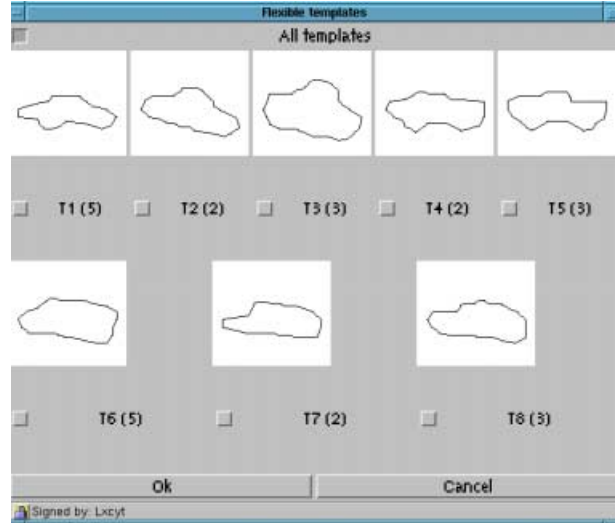 Flexible templates
All templates
T1 (5) T2 (2) T3 (3) T4 (2) T5 (3)
T6 (5) T7 (2) T8 (3)
Ok Cancel
Signed by: Lxcyt